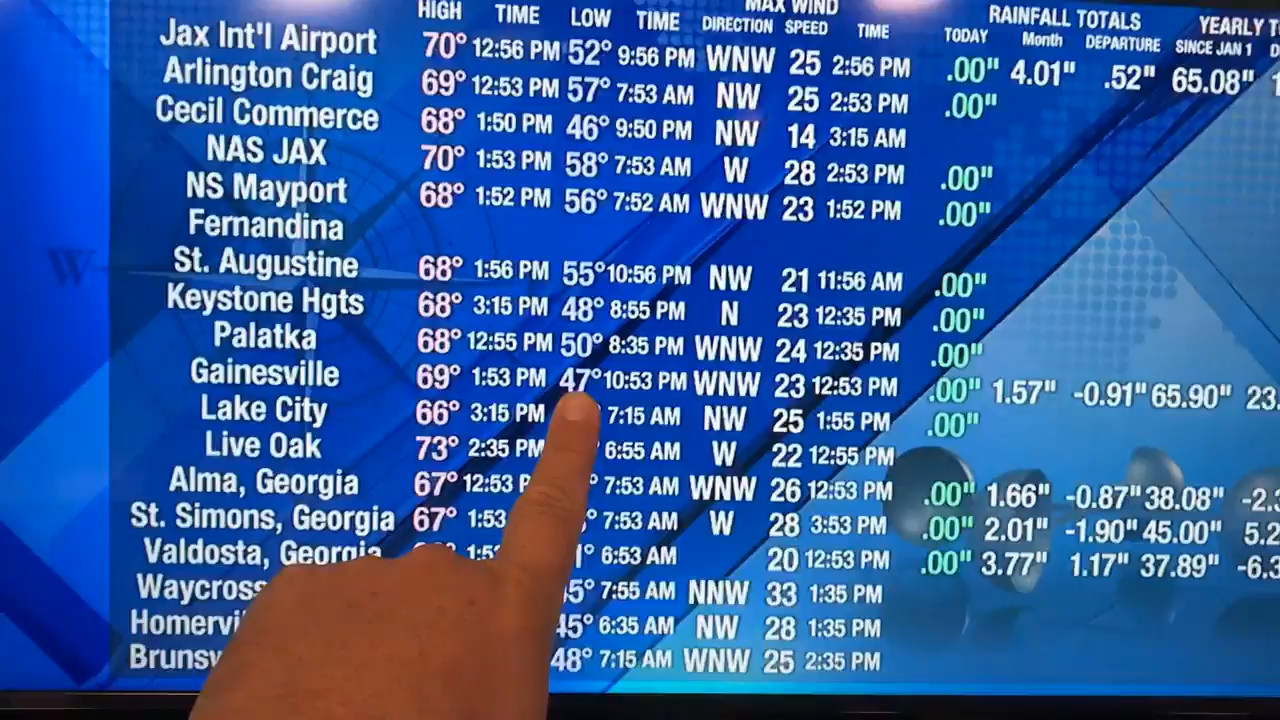 MAX WIND
HIGH TIME LOW TIME DIRECTION SPEED TIME
RAINFALL TOTALS
TODAY Month DEPARTURE
YEARLY
SINCE JAN 1
Jax Int'l Airport 70° 12:56 PM 52° 9:56 PM WNW 25 2:56 PM .00" 4.01" .52" 65.08"
Arlington Craig 69° 12:53 PM 57° 7:53 AM NW 25 2:53 PM .00"
Cecil Commerce 68° 1:50 PM 46° 9:50 PM NW 14 3:15 AM
NAS JAX 70° 1:53 PM 58° 7:53 AM W 28 2:53 PM .00"
NS Mayport 68° 1:52 PM 56° 7:52 AM WNW 23 1:52 PM .00"
Fernandina
W
St. Augustine 68° 1:56 PM 55° 10:56 PM NW 21 11:56 AM .00"
Keystone Hgts 68° 3:15 PM 48° 8:55 PM N 23 12:35 PM .00"
Palatka 68° 12:55 PM 50° 8:35 PM WNW 24 12:35 PM .00"
Gainesville 69° 1:53 PM 47° 10:53 PM WNW 23 12:53 PM .00" 1.57" -0.91" 65.90" 23.
Lake City 66° 3:15 PM 7:15 AM NW 25 1:55 PM .00"
Live Oak 73° 2:35 PM 6:55 AM W 22 12:55 PM
Alma, Georgia 67° 12:53 7:53 AM WNW 26 12:53 PM .00" 1.66" -0.87" 38.08"
St. Simons, Georgia 67° 1:53 7:53 AM W 28 3:53 PM .00" 2.01" -1.90" 45.00" 5.2
Valdosta, Georgia 6:53 AM 20 12:53 PM .00" 3.77" 1.17" 37.89" -6.3
Waycross 7:55 AM NNW 33 1:35 PM
45° 6:35 AM NW 28 1:35 PM
48° 7:15 AM WNW 25 2:35 PM